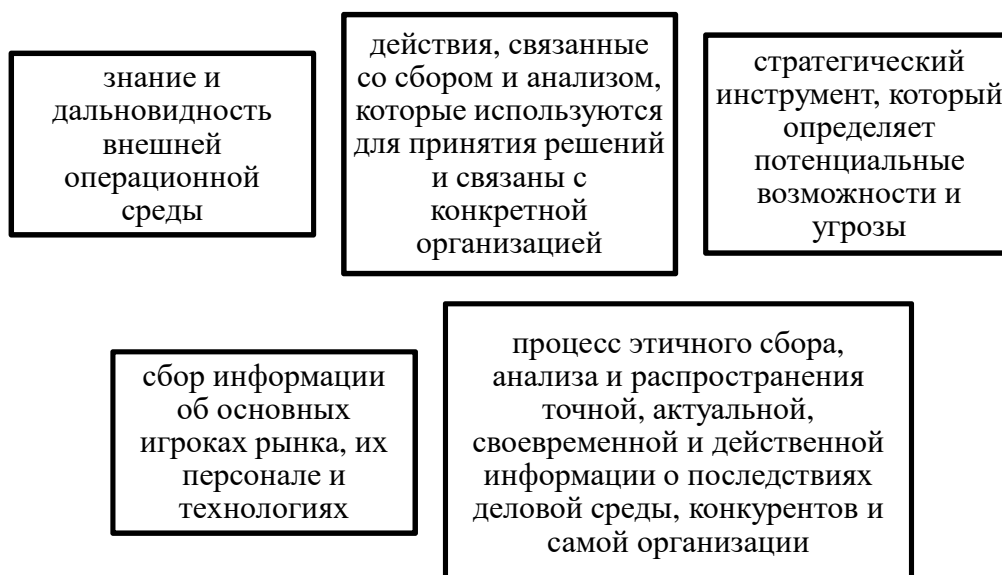 знание и
дальновидность
внешней
операционной
среды
действия, связанные
со сбором и анализом,
которые используются
для принятия решений
и связаны с
конкретной
организацией
стратегический
инструмент, который
определяет
потенциальные
возможности и
угрозы
сбор информации
об основных
игроках рынка, их
персонале и
технологиях
процесс этичного сбора,
анализа и распространения
точной, актуальной,
своевременной и действенной
информации о последствиях
деловой среды, конкурентов и
самой организации